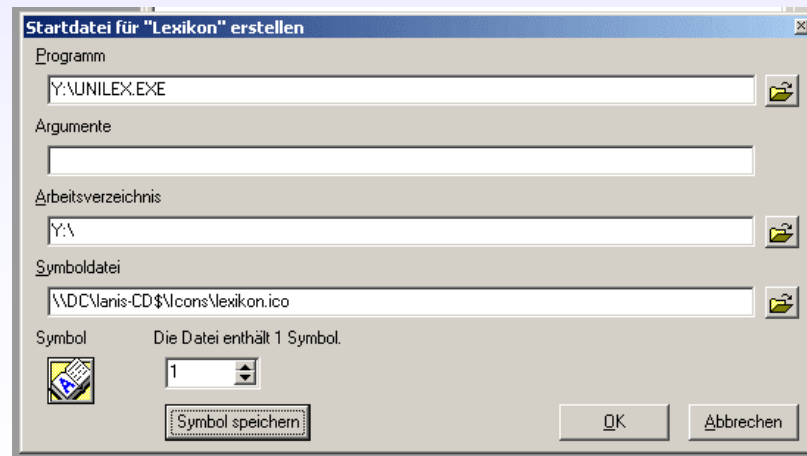 Startdatei für "Lexikon" erstellen
Programm
Y:\UNILEX.EXE
Argumente
Arbeitsverzeichnis
Y:\
Symboldatei
\\DC\lanis-CD$\Icons\lexikon.ico
Symbol Die Datei enthält 1 Symbol.
1
Symbol speichern OK Abbrechen